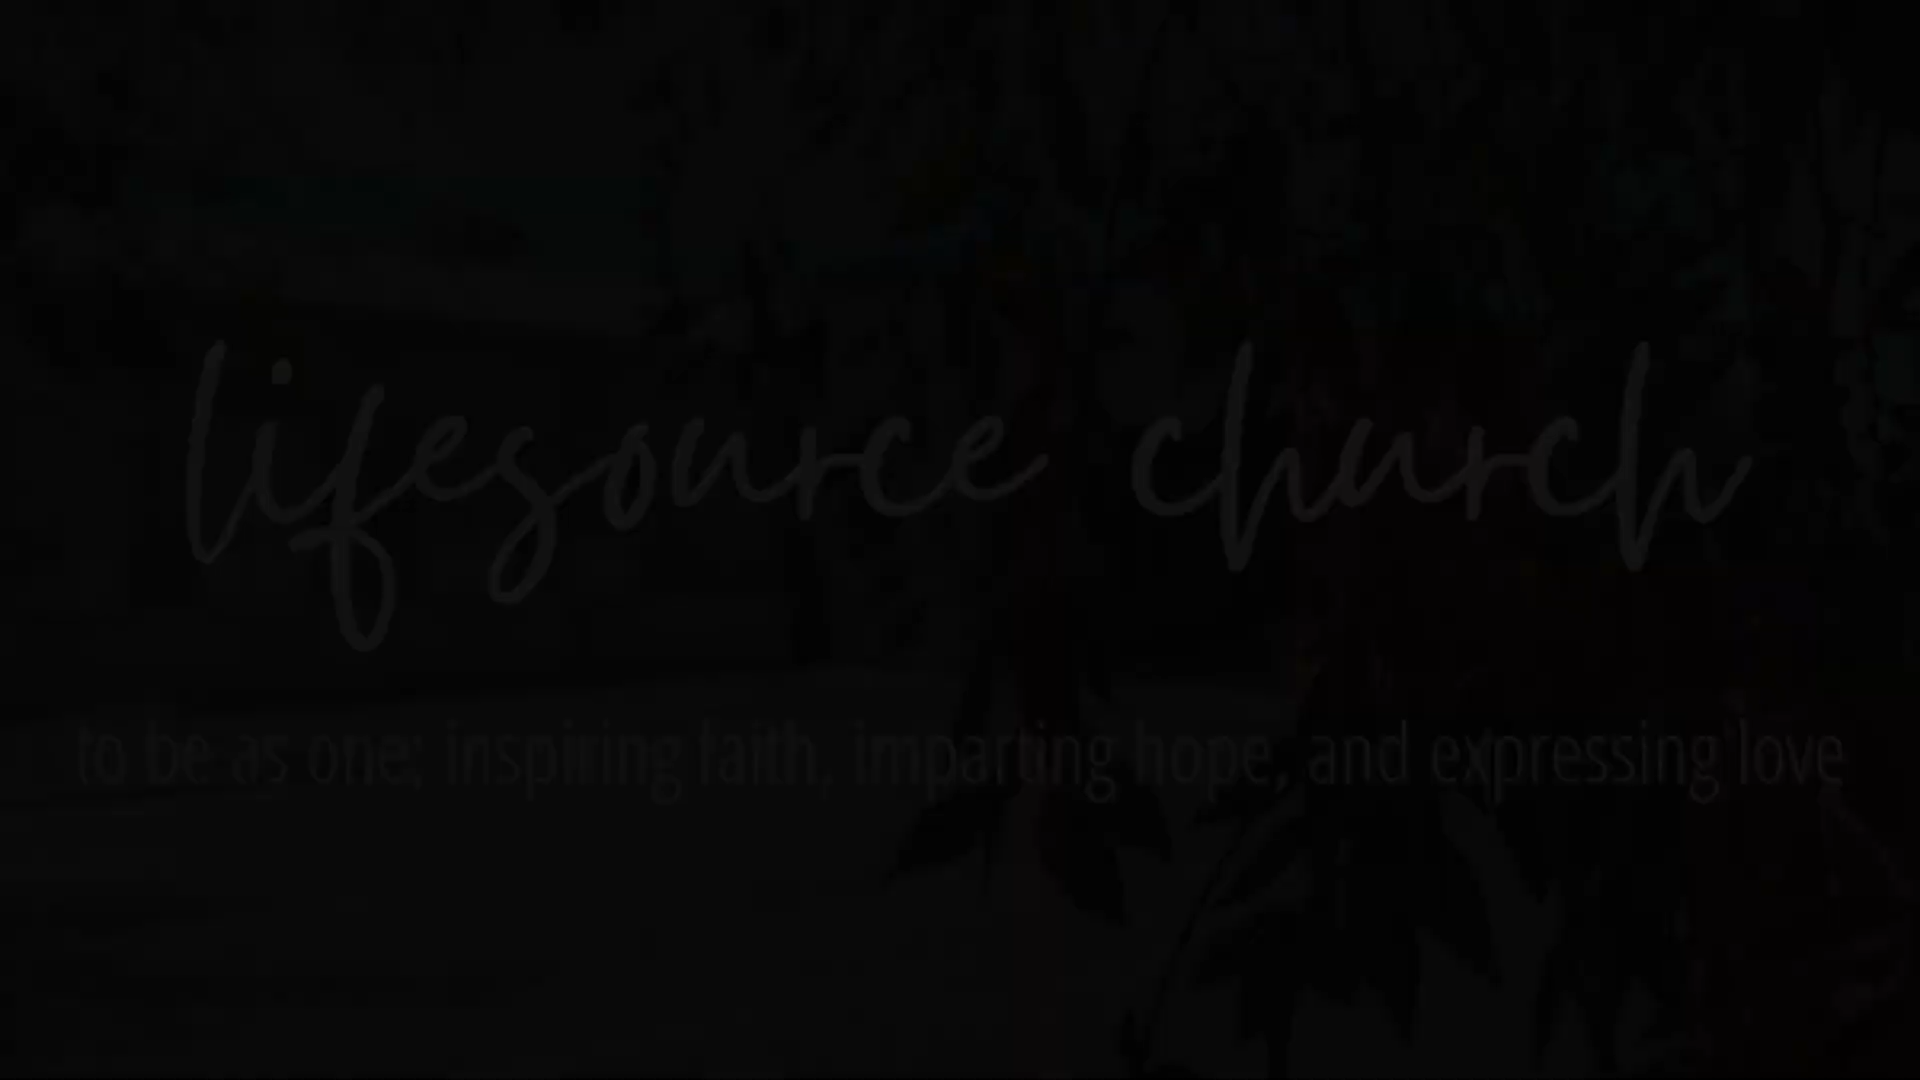 lifesource church
to be as one; inspiring faith, imparting hope, and expressing love